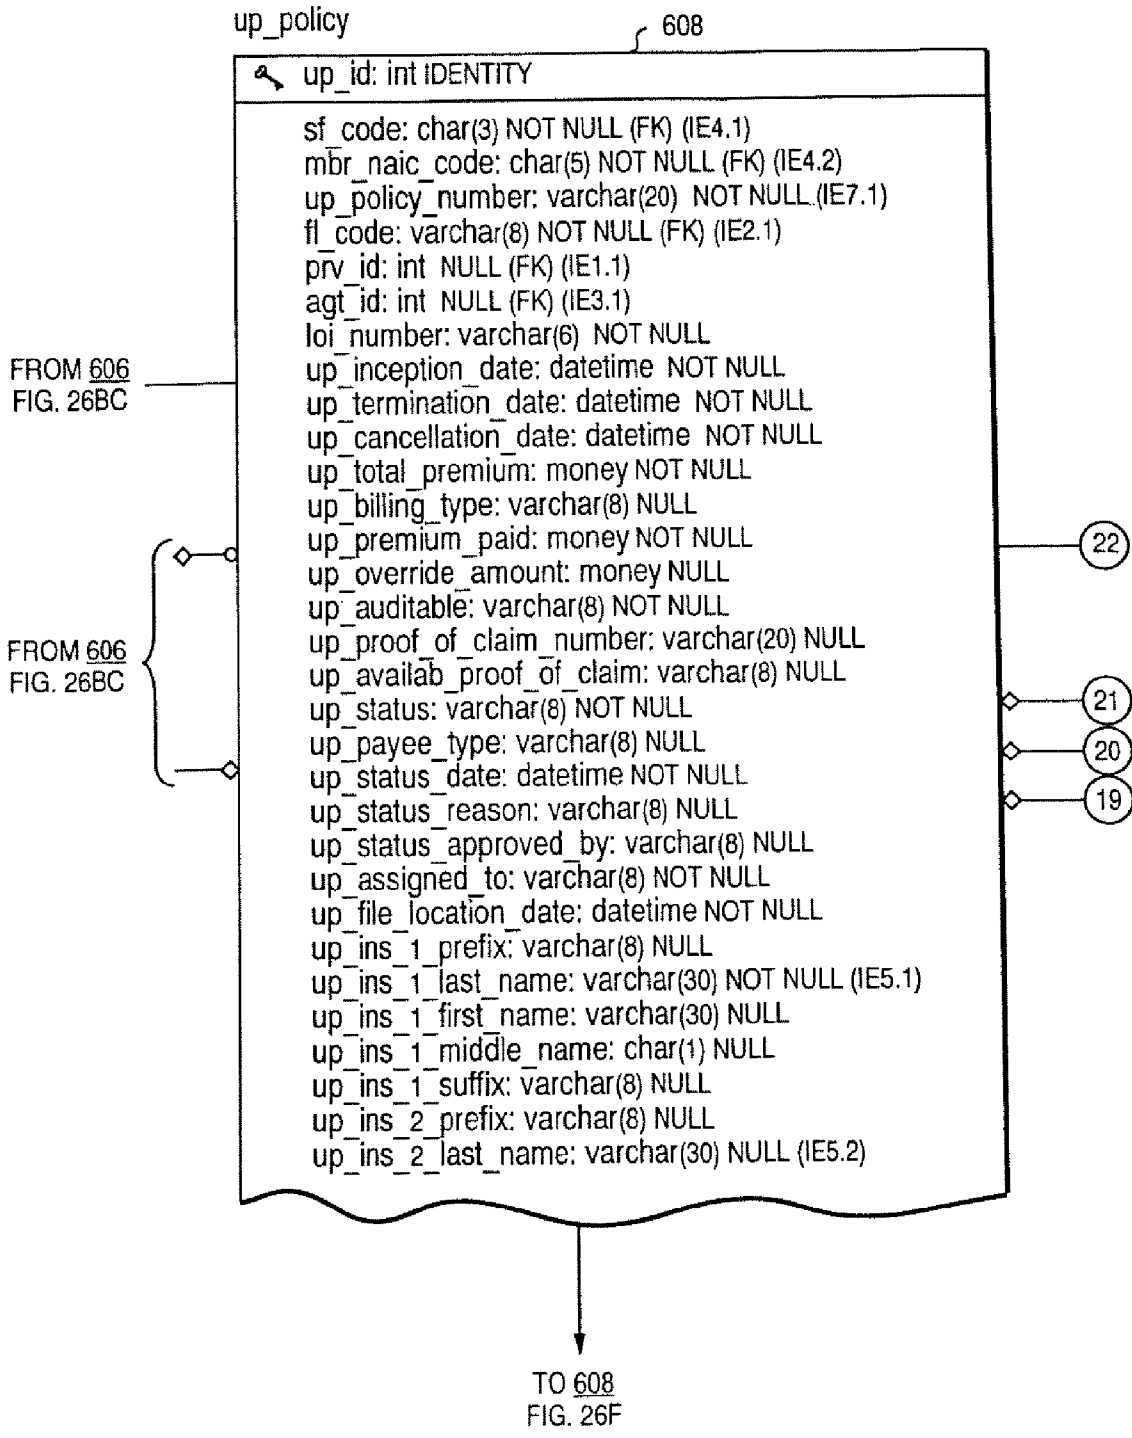 up_policy
608
up_id: int IDENTITY
sf_code: char(3) NOT NULL (FK) (IE4.1)
mbr_naic_code: char(5) NOT NULL (FK) (IE4.2)
up_policy_number: varchar(20) NOT NULL.(IE7.1)
fl_code: varchar(8) NOT NULL (FK) (IE2.1)
prv_id: int NULL (FK) (IE1.1)
agt_id: int NULL (FK) (IE3.1)
loi_number: varchar(6) NOT NULL
up_inception_date: datetime NOT NULL
up_termination_date: datetime NOT NULL
up_cancellation_date: datetime NOT NULL
up_total_premium: money NOT NULL
up_billing_type: varchar(8) NULL
up_premium_paid: money NOT NULL
up_override_amount: money NULL
up_auditable: varchar(8) NOT NULL
up_proof_of_claim_number: varchar(20) NULL
up_availab_proof_of_claim: varchar(8) NULL
up_status: varchar(8) NOT NULL
up_payee_type: varchar(8) NULL
up_status_date: datetime NOT NULL
up_status_reason: varchar(8) NULL
up_status_approved_by: varchar(8) NULL
up_assigned_to: varchar(8) NOT NULL
up_file_location_date: datetime NOT NULL
up_ins_1_prefix: varchar(8) NULL
up_ins_1_last_name: varchar(30) NOT NULL (IE5.1)
up_ins_1_first_name: varchar(30) NULL
up_ins_1_middle_name: char(1) NULL
up_ins_1_suffix: varchar(8) NULL
up_ins_2_prefix: varchar(8) NULL
up_ins_2_last_name: varchar(30) NULL (IE5.2)
FROM 606
FIG. 26BC
FROM 606
FIG. 26BC
22
21
20
19
TO 608
FIG. 26F